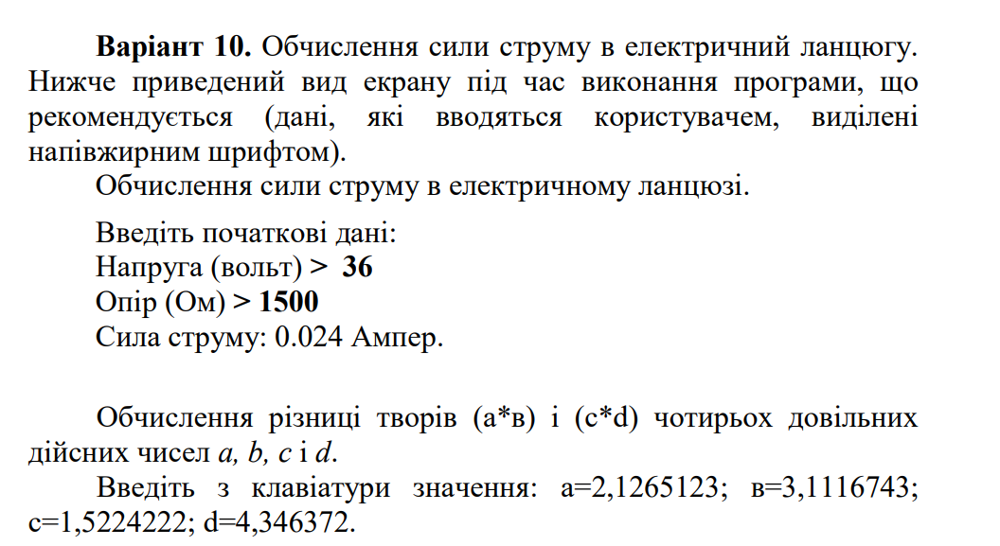 Варіант 10. Обчислення сили струму в електричний ланцюгу.
Нижче приведений вид екрану під час виконання програми, що
рекомендується (дані, які вводяться користувачем, виділені
напівжирним шрифтом).
Обчислення сили струму в електричному ланцюзі.
Введіть початкові дані:
Напруга (вольт) > 36
Опір (Ом) > 1500
Сила струму: 0.024 Ампер.
Обчислення різниці творів (а*в) і (с*d) чотирьох довільних
дійсних чисел a, b, c і d.
Введіть з клавіатури значення: а=2,1265123; в=3,1116743;
с=1,5224222; d=4,346372.